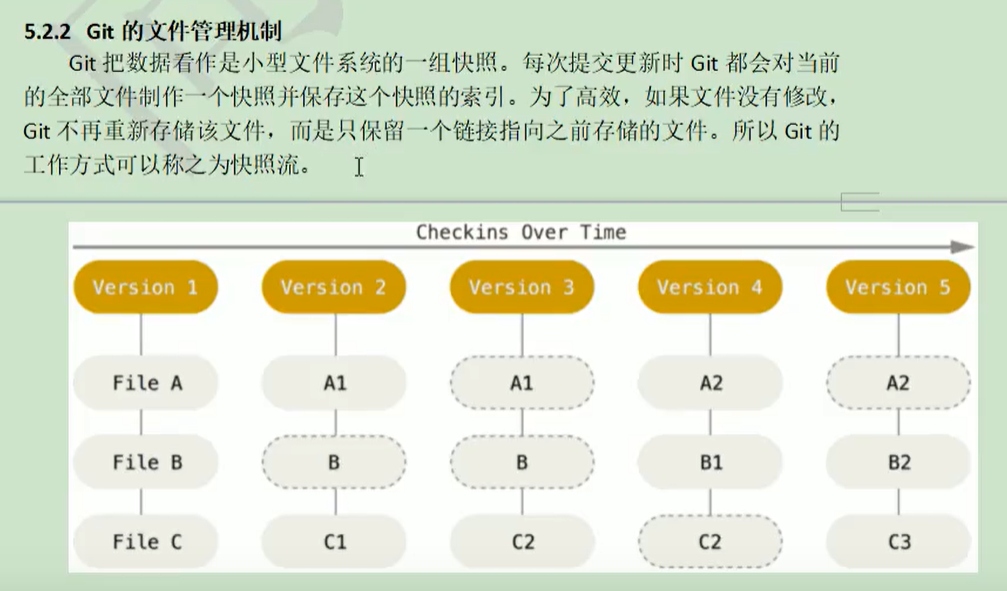 5.2.2 Git 的文件管理机制
Git 把数据看作是小型文件系统的一组快照。每次提交更新时 Git 都会对当前
的全部文件制作一个快照并保存这个快照的索引。为了高效，如果文件没有修改，
Git 不再重新存储该文件，而是只保留一个链接指向之前存储的文件。所以 Git 的
工作方式可以称之为快照流。
Checkins Over Time
Version 1 Version 2 Version 3 Version 4 Version 5
File A A1 A1 A2 A2
File B B B B1 B2
File C C1 C2 C2 C3